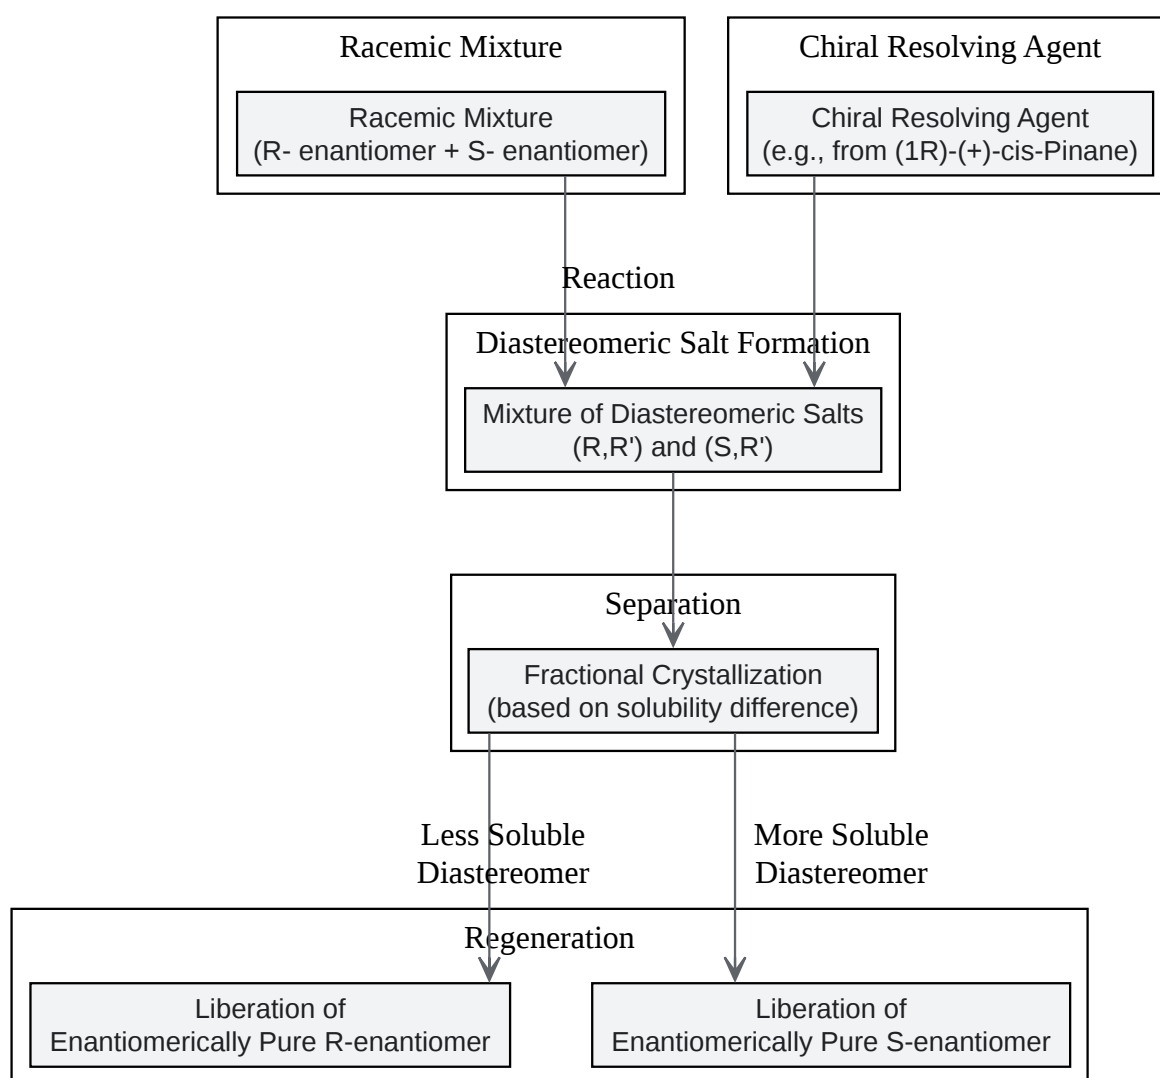 Racemic Mixture
Chiral Resolving Agent
Racemic Mixture
(R- enantiomer + S- enantiomer)
Chiral Resolving Agent
(e.g., from (1R)-(+)-cis-Pinane)
Reaction
Diastereomeric Salt Formation
Mixture of Diastereomeric Salts
(R,R') and (S,R')
Separation
Fractional Crystallization
(based on solubility difference)
Less Soluble
Diastereomer
More Soluble
Diastereomer
Regeneration
Liberation of
Enantiomerically Pure R-enantiomer
Liberation of
Enantiomerically Pure S-enantiomer